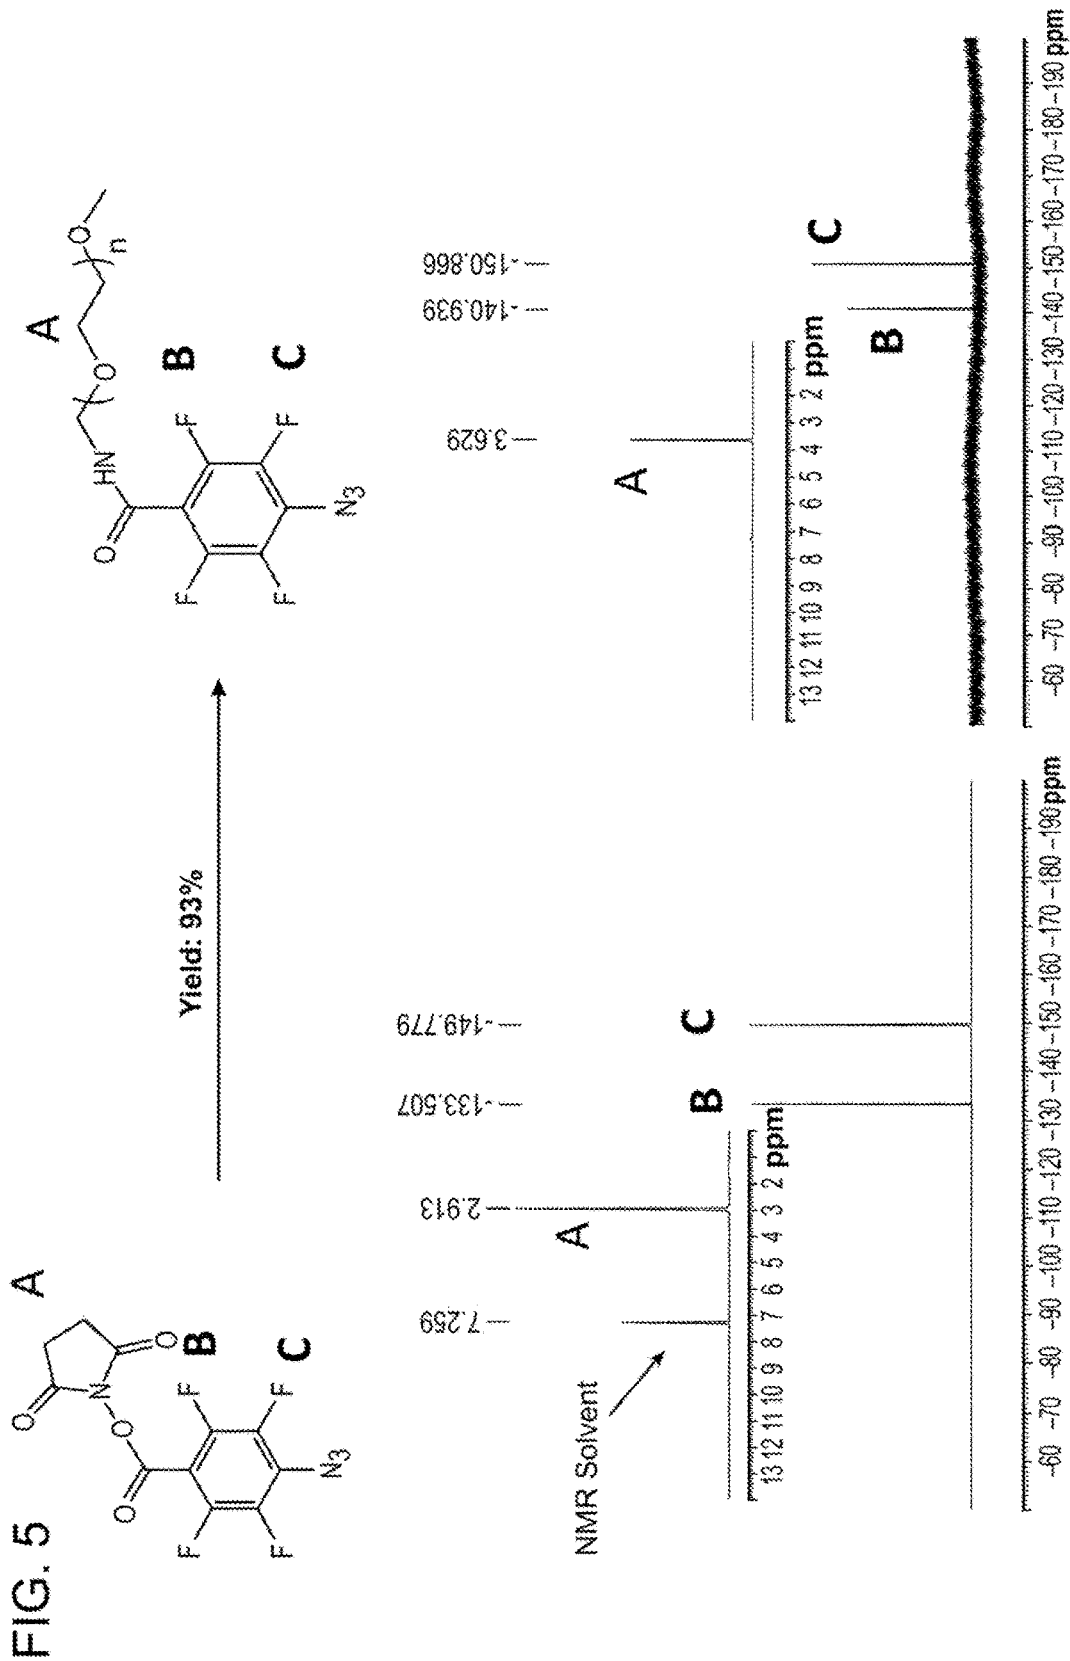 FIG. 5
A
O
O
N
O
O
B
F
F
C
F
F
N3
Yield: 93%
A
O
n
O
HN
O
B
F
F
C
F
F
N3
7.259
2.913
-133.507
-149.779
NMR Solvent
A
B
C
13 12 11 10 9 8 7 6 5 4 3 2 ppm
-60 -70 -80 -90 -100 -110 -120 -130 -140 -150 -160 -170 -180 -190 ppm
3.629
-140.939
-150.866
A
B
C
13 12 11 10 9 8 7 6 5 4 3 2 ppm
-60 -70 -80 -90 -100 -110 -120 -130 -140 -150 -160 -170 -180 -190 ppm